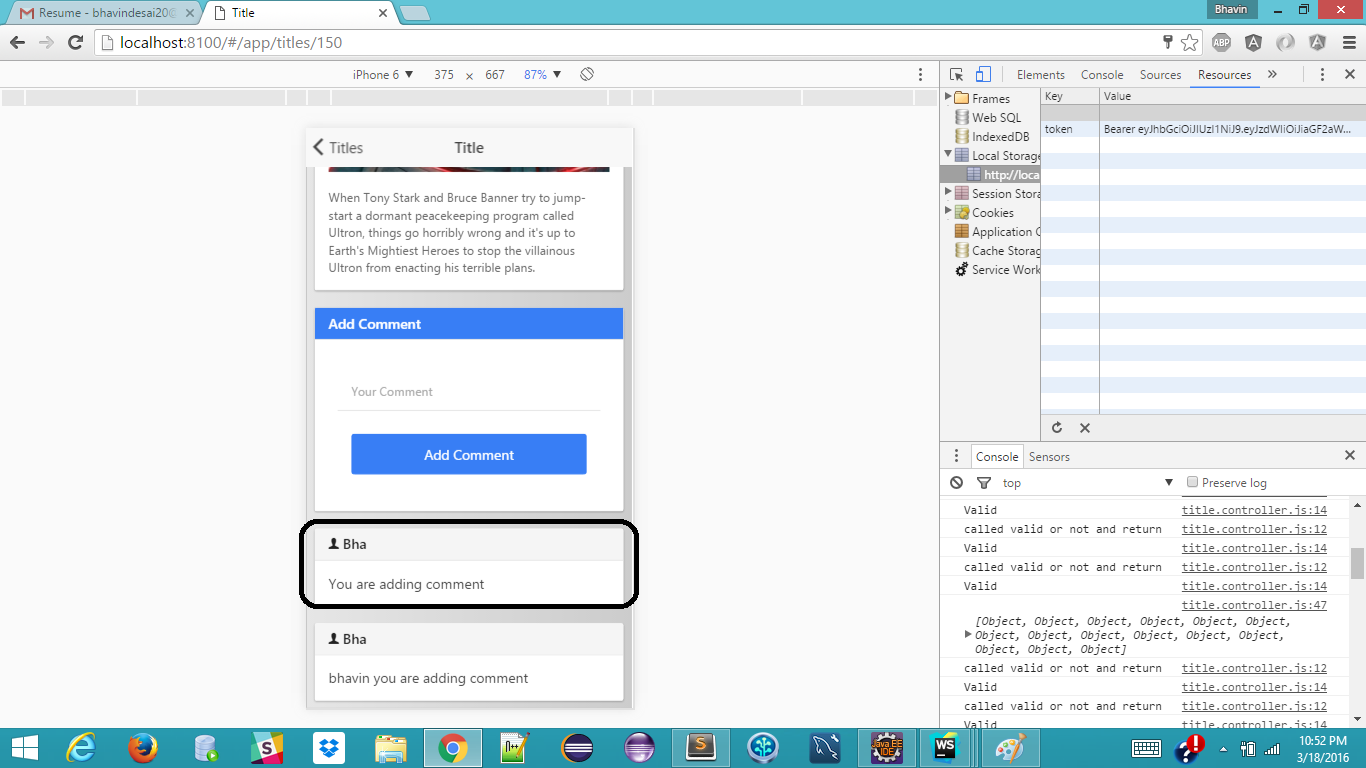 Resume - bhavindesai20@
Title
Bhavin
localhost:8100/#/app/titles/150
ABP
iPhone 6 ▼ 375 × 667 87% ▼
Elements Console Sources Resources »
Frames
Web SQL
IndexedDB
Local Storage
http://loca
Session Stora
Cookies
Application C
Cache Storag
Service Work
Key Value
token Bearer eyJhbGciOiJIUzI1NiJ9.eyJzdWIiOiJiaGF2aW...
Titles Title
When Tony Stark and Bruce Banner try to jump-
start a dormant peacekeeping program called
Ultron, things go horribly wrong and it's up to
Earth's Mightiest Heroes to stop the villainous
Ultron from enacting his terrible plans.
Add Comment
Your Comment
Add Comment
Bha
You are adding comment
Bha
bhavin you are adding comment
Console Sensors
top ▼ Preserve log
Valid title.controller.js:14
called valid or not and return title.controller.js:12
Valid title.controller.js:14
called valid or not and return title.controller.js:12
Valid title.controller.js:14
title.controller.js:47
[Object, Object, Object, Object, Object, Object,
Object, Object, Object, Object, Object, Object,
Object, Object, Object]
called valid or not and return title.controller.js:12
Valid title.controller.js:14
called valid or not and return title.controller.js:12
Valid title.controller.js:14
Java EE
IDE
WS
10:52 PM
3/18/2016